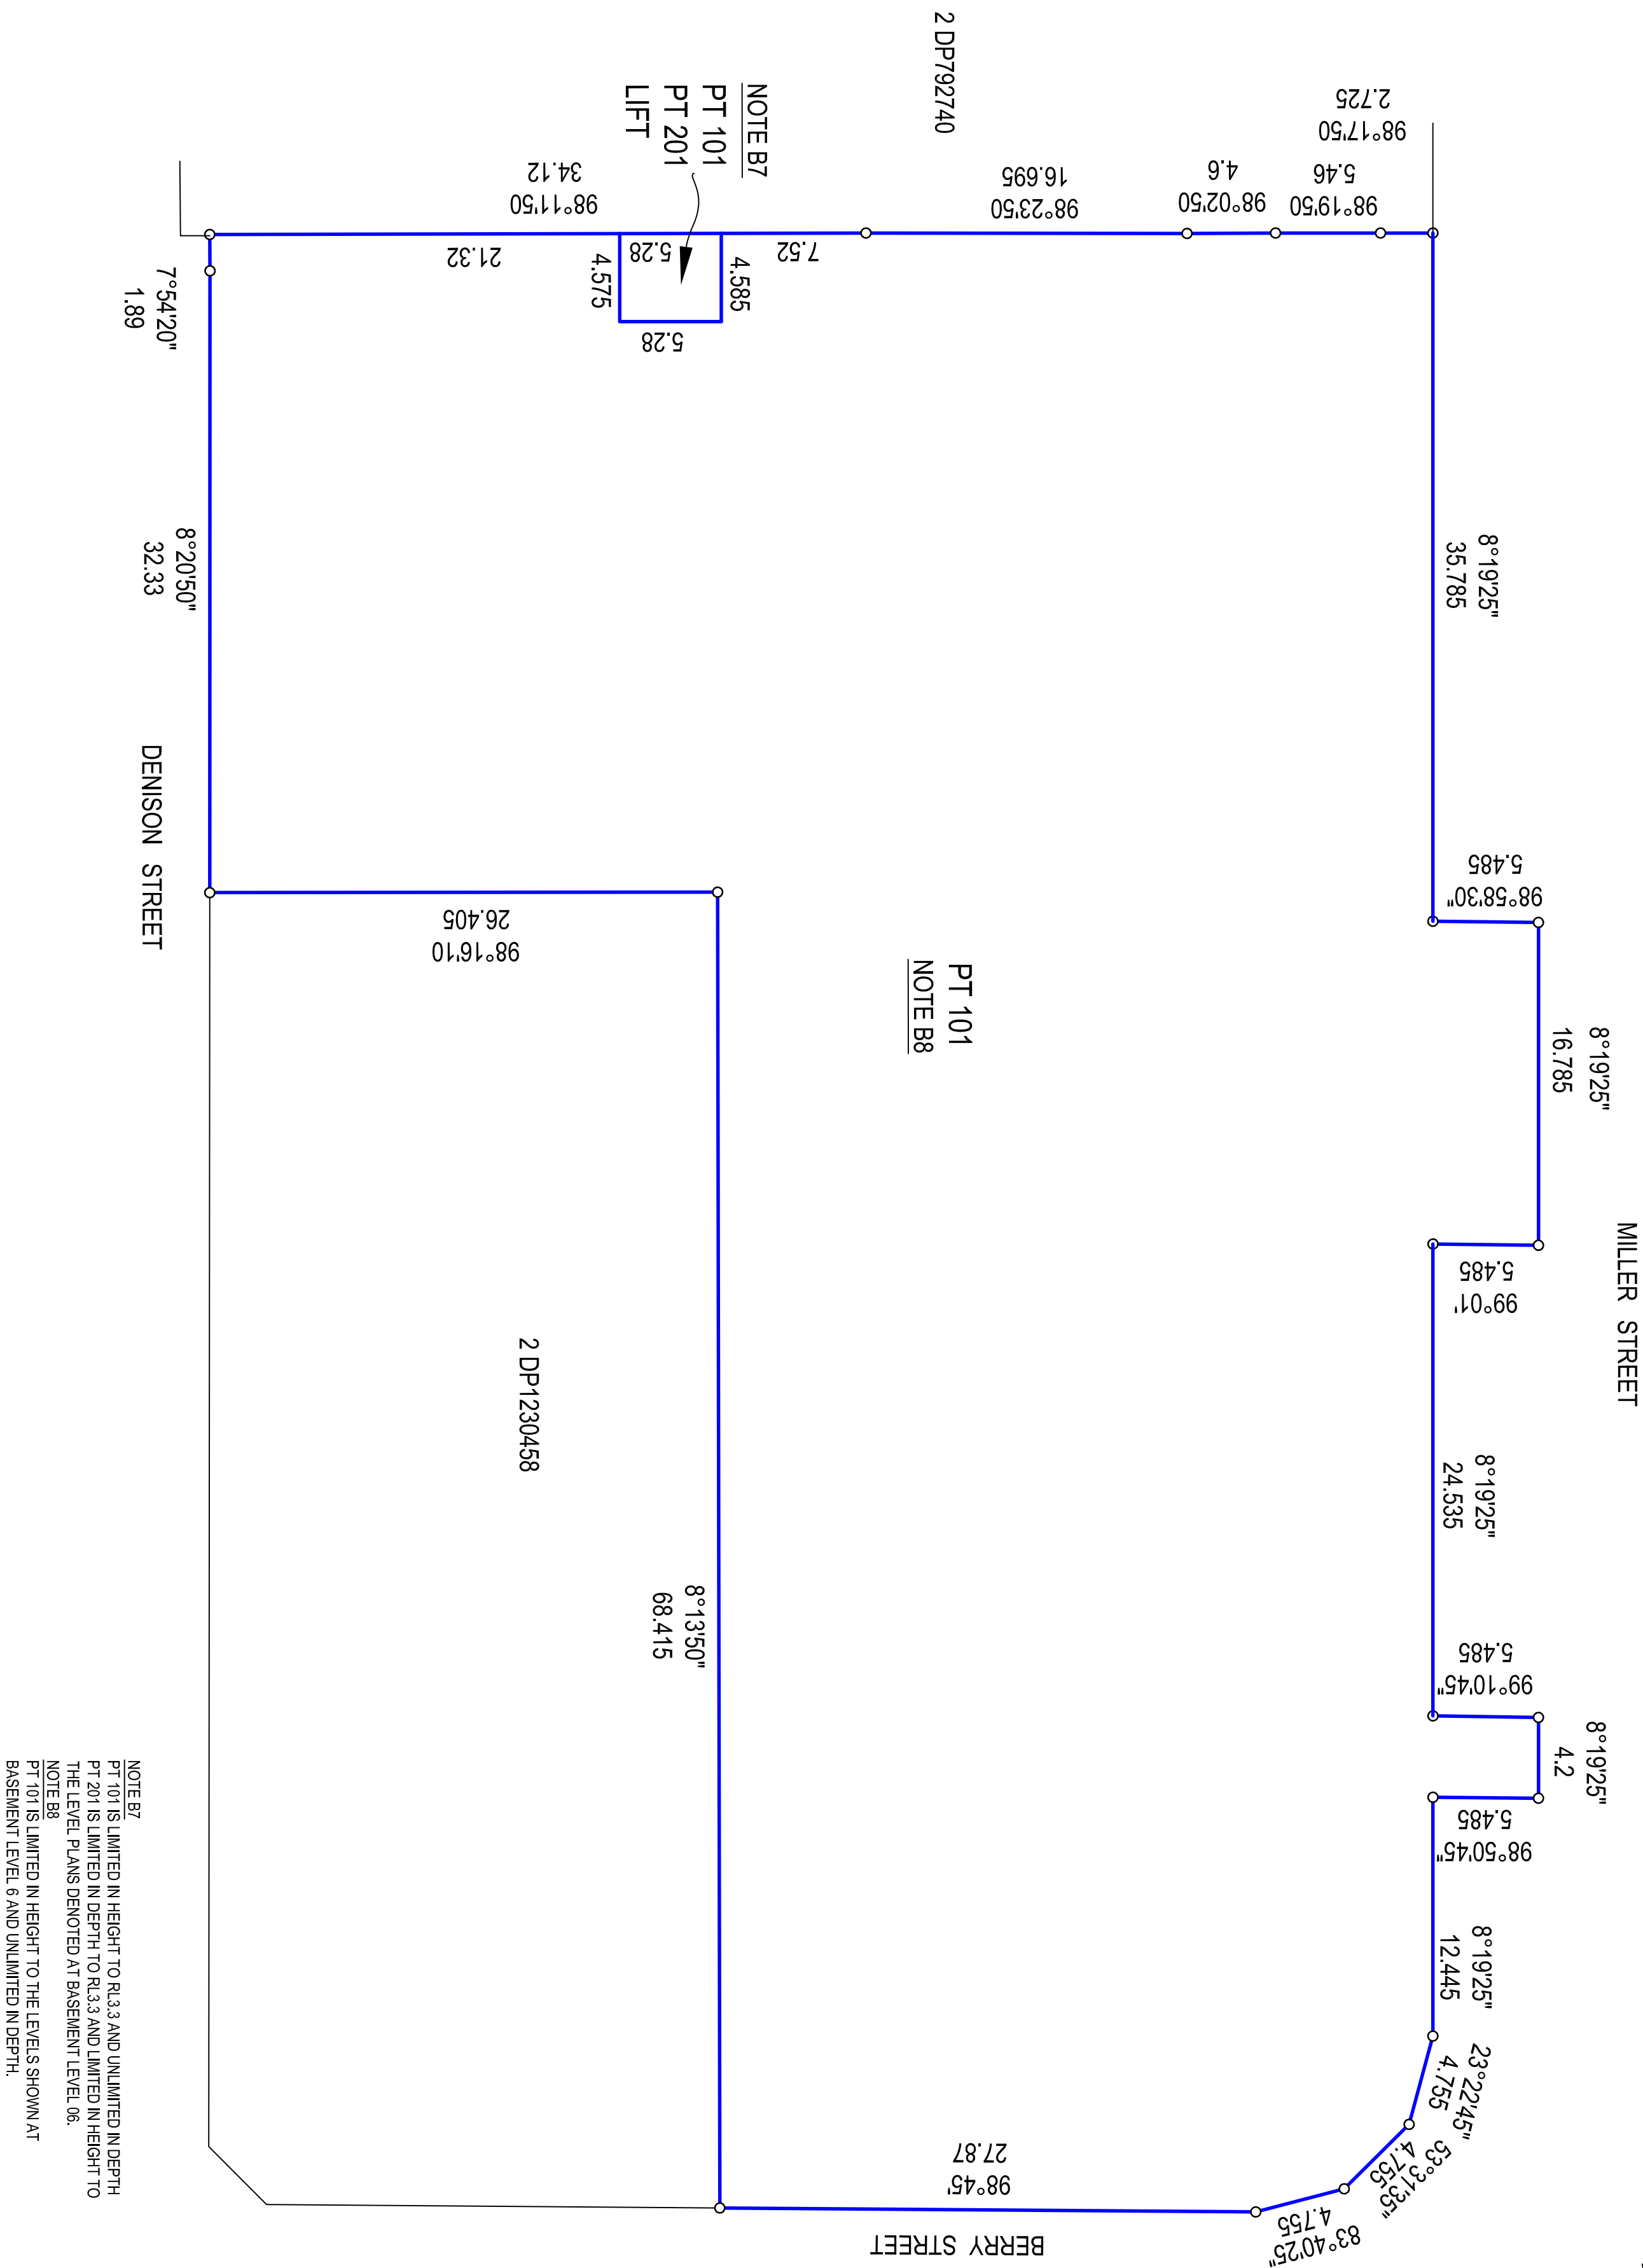 MILLER STREET
8°19'25"
35.785
98°58'30"
5.485
8°19'25"
16.785
99°01'
5.485
8°19'25"
24.535
99°10'45"
5.485
8°19'25"
4.2
98°50'45"
5.485
8°19'25"
12.445
23°22'45"
4.755
53°31'35"
4.755
83°40'25"
4.755
98°17'50
2.725
98°19'50
5.46
98°02'50
4.6
98°23'50
16.695
2 DP792740
98°11'50
34.12
NOTE B7
PT 101
PT 201
LIFT
7.52
4.585
5.28
5.28
4.575
21.32
7°54'20"
1.89
8°20'50"
32.33
DENISON STREET
98°16'10
26.405
PT 101
NOTE B8
8°13'50"
68.415
2 DP1230458
98°45'
27.87
BERRY STREET
NOTE B7
PT 101 IS LIMITED IN HEIGHT TO RL3.3 AND UNLIMITED IN DEPTH
PT 201 IS LIMITED IN DEPTH TO RL3.3 AND LIMITED IN HEIGHT TO
THE LEVEL PLANS DENOTED AT BASEMENT LEVEL 06.
NOTE B8
PT 101 IS LIMITED IN HEIGHT TO THE LEVELS SHOWN AT
BASEMENT LEVEL 6 AND UNLIMITED IN DEPTH.